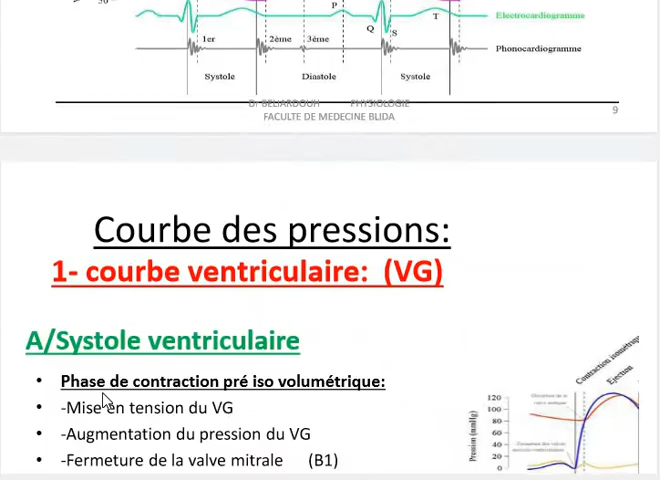 P
T
Electrocardiogramme
Q
S
1er
2ème
3ème
Phonocardiogramme
Systole
Diastole
Systole
Dr BELIARDOUH PHYSIOLOGIE
FACULTE DE MEDECINE BLIDA
9
Courbe des pressions:
1- courbe ventriculaire: (VG)
A/Systole ventriculaire
• Phase de contraction pré iso volumétrique:
• -Mise en tension du VG
• -Augmentation du pression du VG
• -Fermeture de la valve mitrale (B1)
Contraction isométrique
Ejection
Pression (mmHg)
120
100
80
60
40
20
0